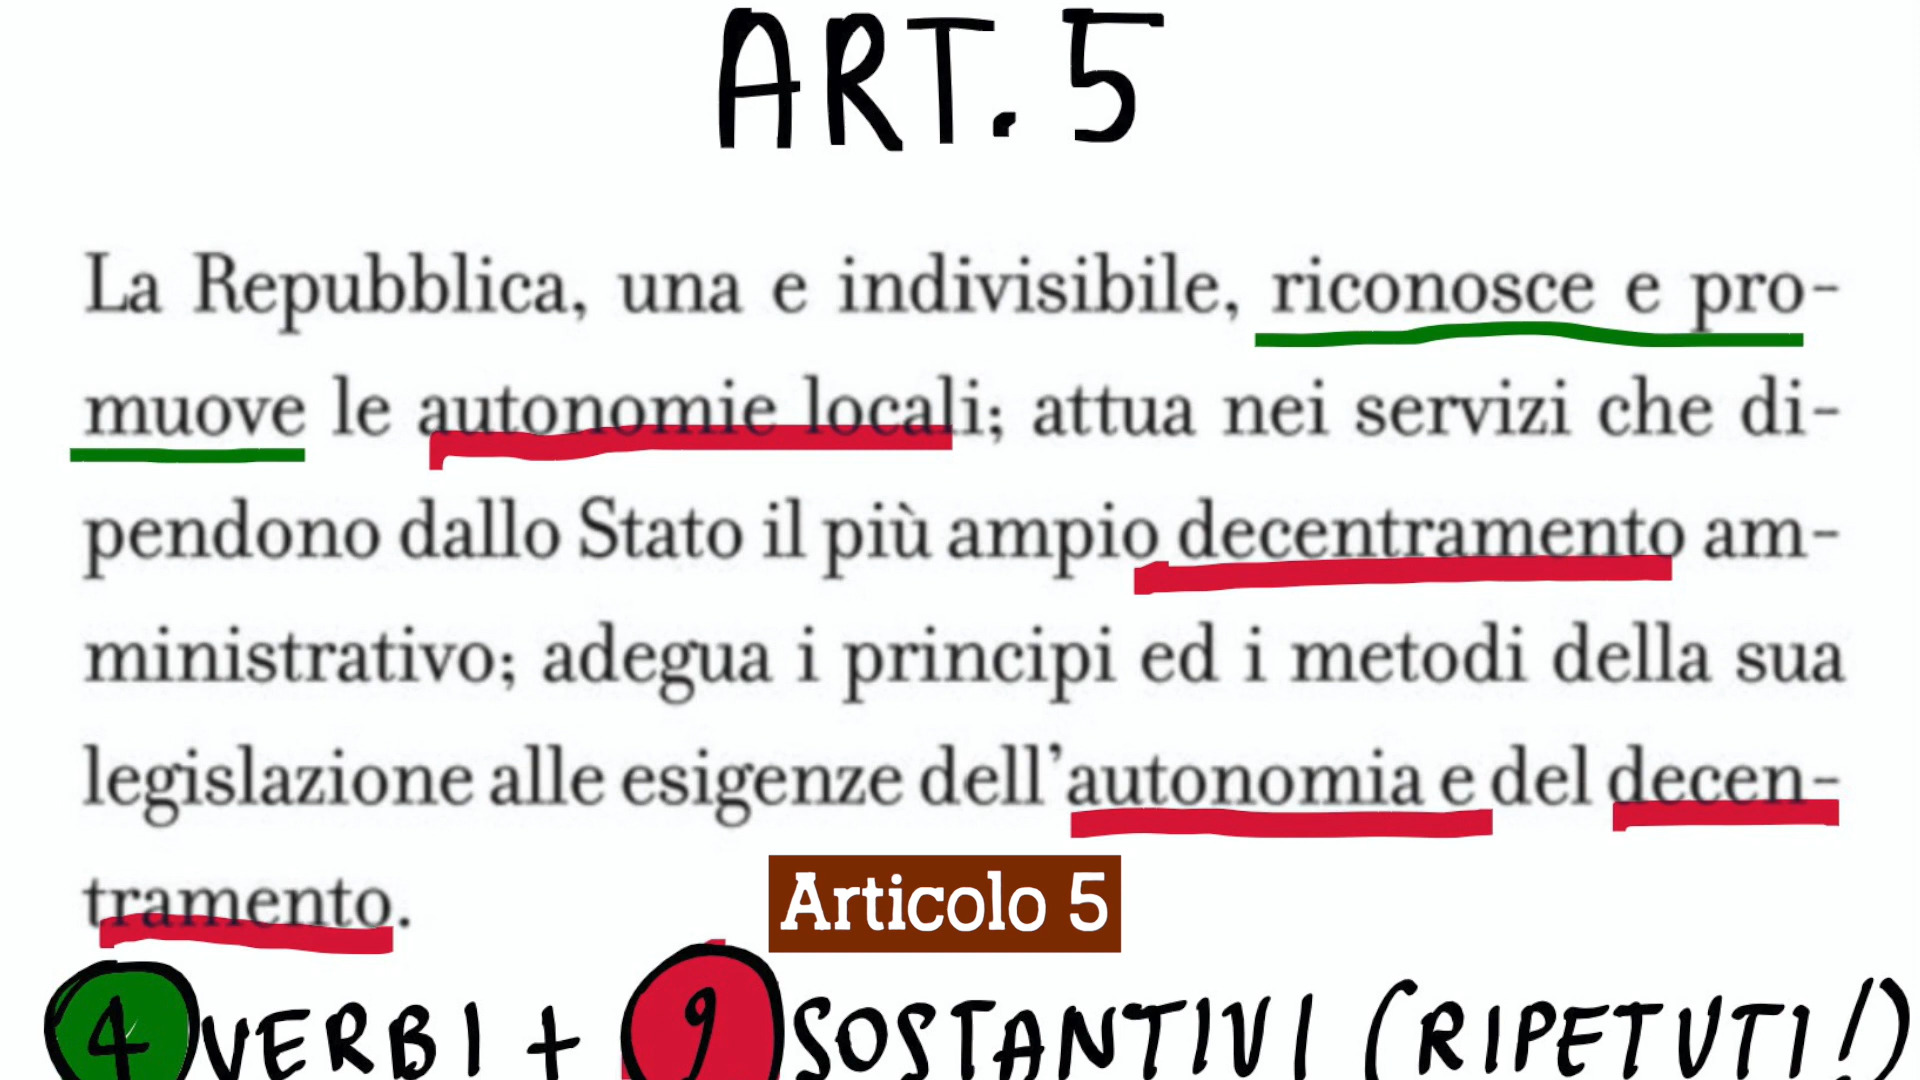 ART. 5
La Repubblica, una e indivisibile, riconosce e pro-
muove le autonomie locali; attua nei servizi che di-
pendono dallo Stato il più ampio decentramento am-
ministrativo; adegua i principi ed i metodi della sua
legislazione alle esigenze dell'autonomia e del decen-
tramento.
Articolo 5
4 VERBI + 9 SOSTANTIVI (RIPETUTI!)